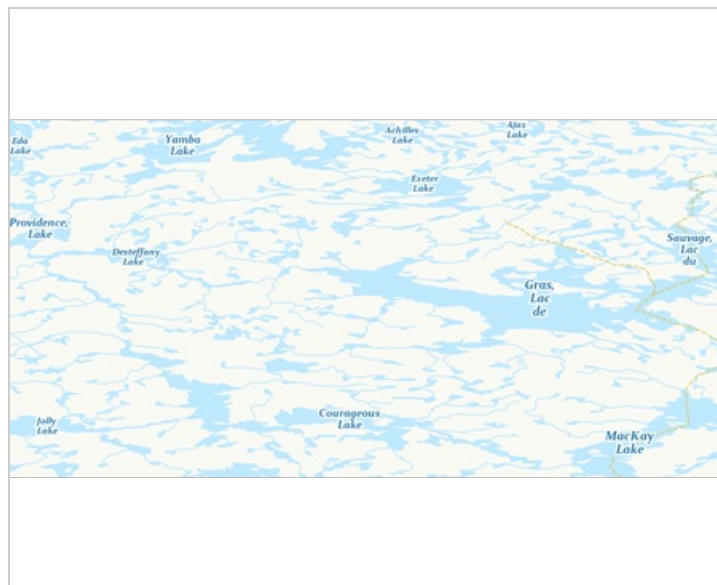 Achilles
Lake
Ajax
Lake
Eda
Lake
Yamba
Lake
Exeter
Lake
Providence,
Lake
Desteffany
Lake
Sauvage,
Lac
du
Gras,
Lac
de
Jolly
Lake
Courageous
Lake
MacKay
Lake